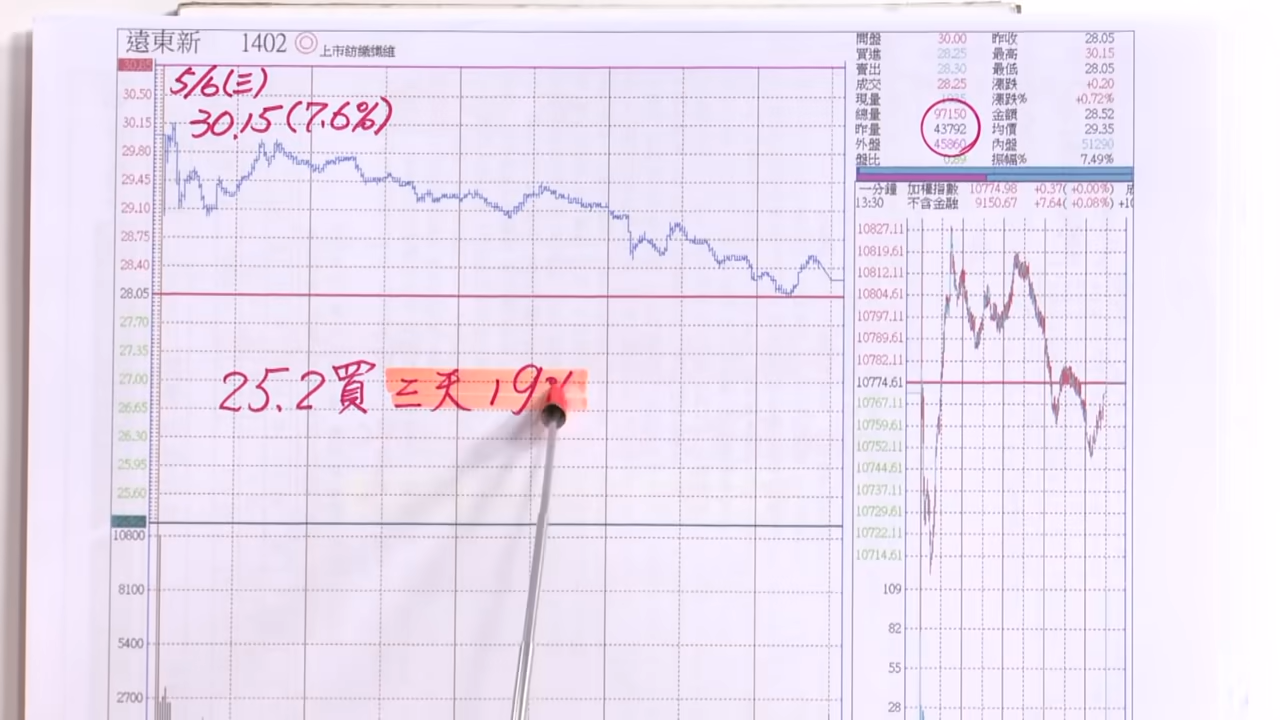 遠東新 1402 ◎ 上市紡織纖維
5/6(三)
30.15(7.6%)
30.50
30.15
29.80
29.45
29.10
28.75
28.40
28.05
27.70
27.35
27.00
26.65
26.30
25.95
25.60
25.2買 三天19%
10800
8100
5400
2700
開盤 30.00 昨收 28.05
買進 28.25 最高 30.15
賣出 28.30 最低 28.05
成交 28.25 漲跌 +0.20
現量 漲跌% +0.72%
總量 97150 金額 28.52
昨量 43792 均價 29.35
外盤 45860 內盤 51290
盤比 0.89 振幅% 7.49%
一分鐘 加權指數 10774.98 +0.37( +0.00%)
13:30 不含金融 9150.67 +7.64( +0.08%)
10827.11
10819.61
10812.11
10804.61
10797.11
10789.61
10782.11
10774.61
10767.11
10759.61
10752.11
10744.61
10737.11
10729.61
10722.11
10714.61
109
82
55
28